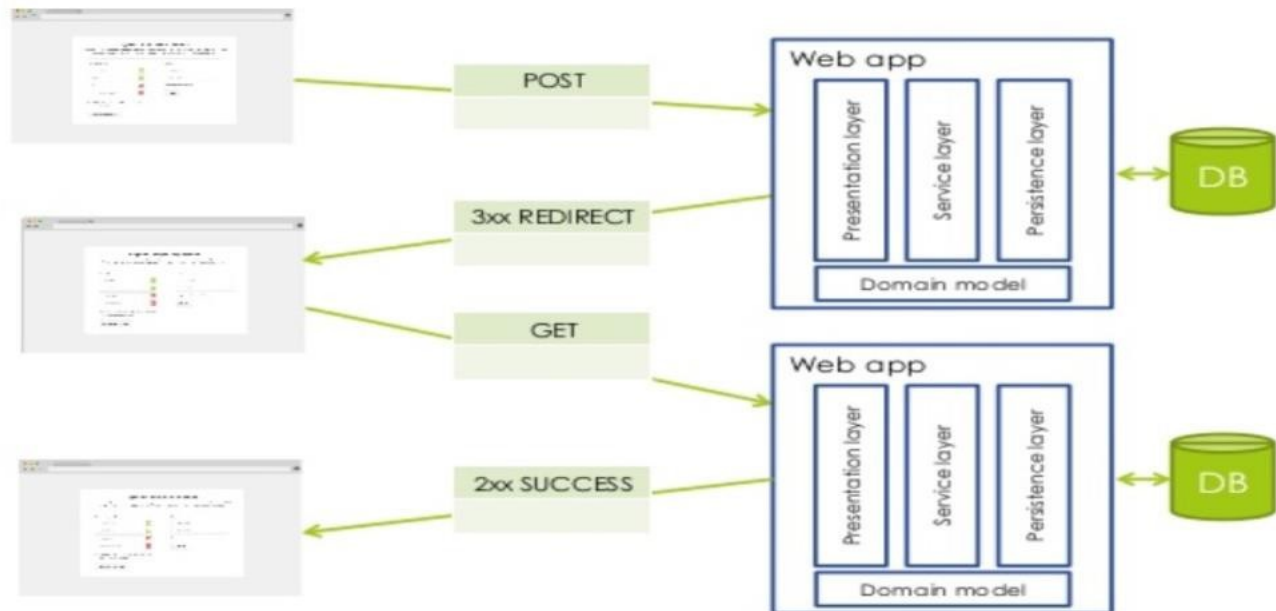 POST
Web app
Presentation layer
Service layer
Persistence layer
Domain model
DB
3xx REDIRECT
GET
Web app
Presentation layer
Service layer
Persistence layer
Domain model
DB
2xx SUCCESS